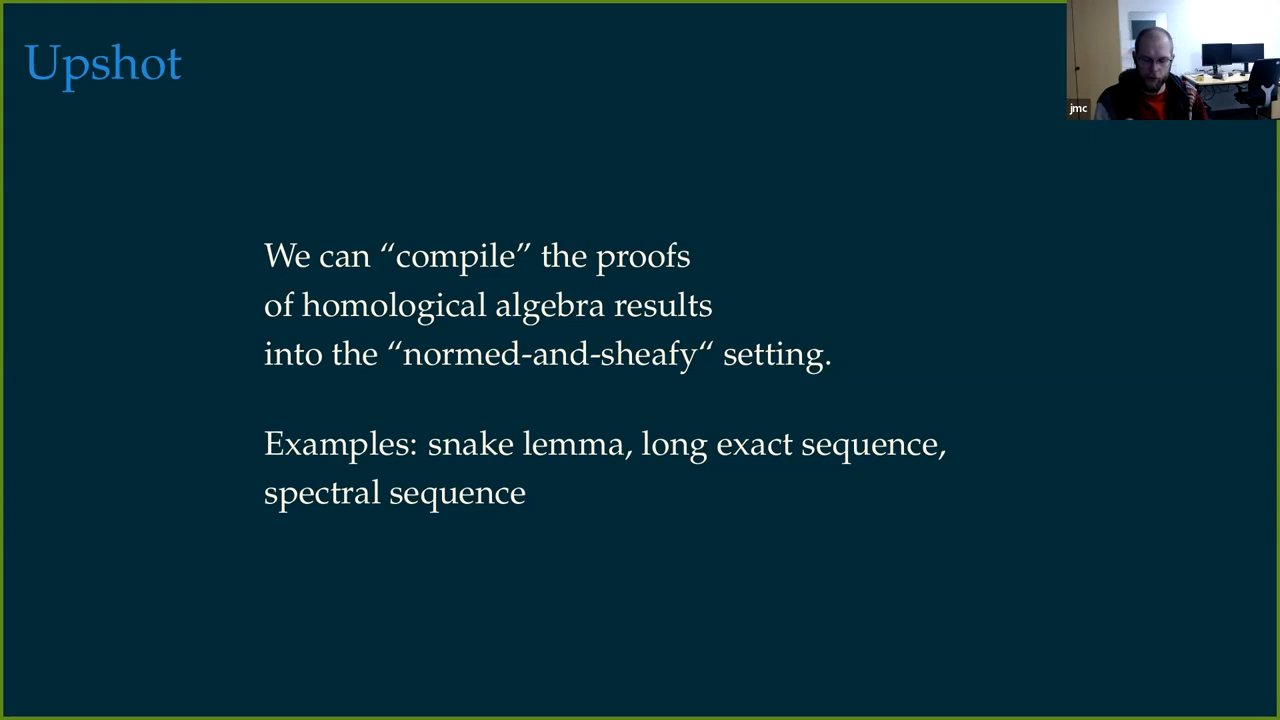 Upshot
jmc
We can “compile” the proofs
of homological algebra results
into the “normed-and-sheafy“ setting.
Examples: snake lemma, long exact sequence,
spectral sequence